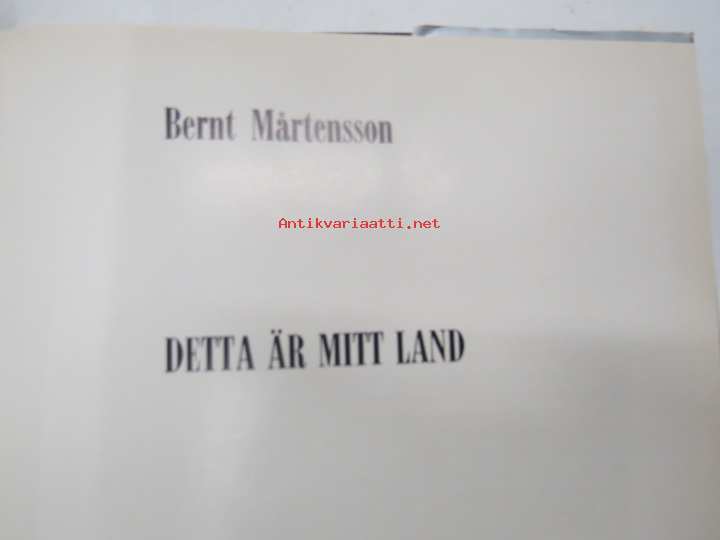 Bernt Mårtensson
Antikvariaatti.net
DETTA ÄR MITT LAND